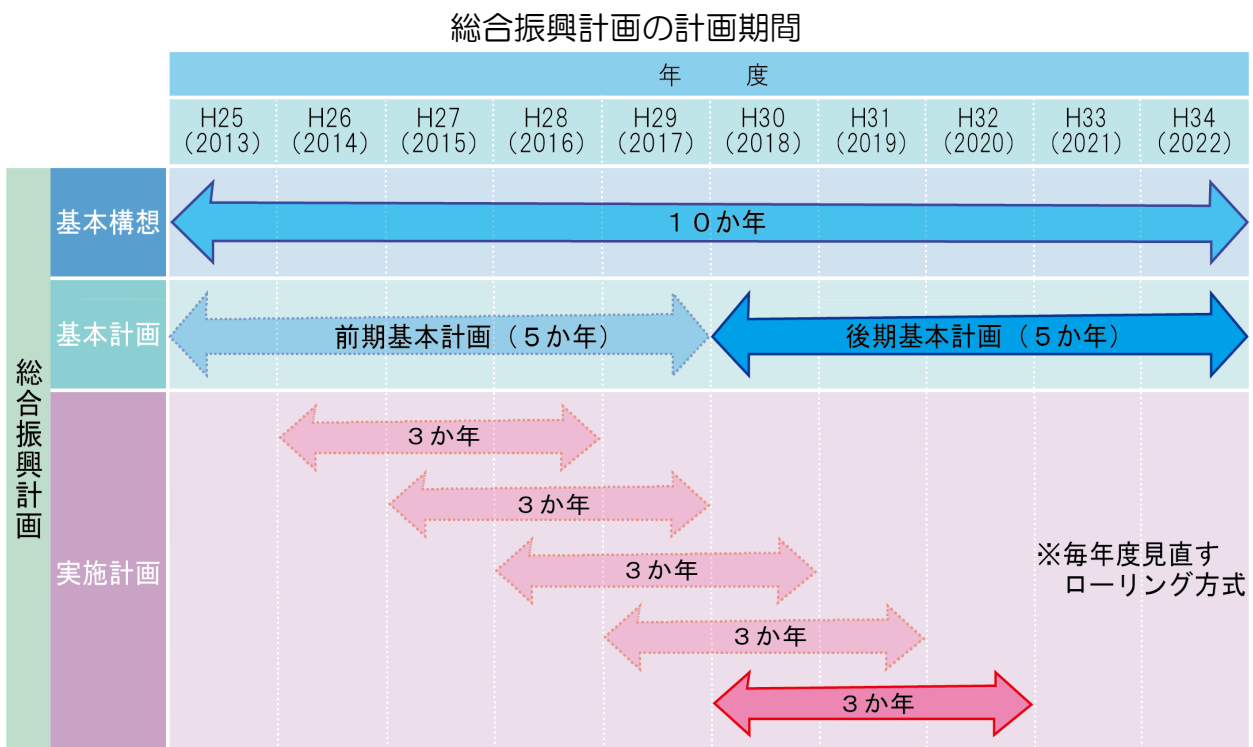 総合振興計画の計画期間
年 度
H25 H26 H27 H28 H29 H30 H31 H32 H33 H34
（2013）（2014）（2015）（2016）（2017）（2018）（2019）（2020）（2021）（2022）
総合振興計画
基本構想
１０か年
基本計画
前期基本計画（５か年）
後期基本計画（５か年）
実施計画
３か年
３か年
３か年
３か年
３か年
※毎年度見直す
ローリング方式